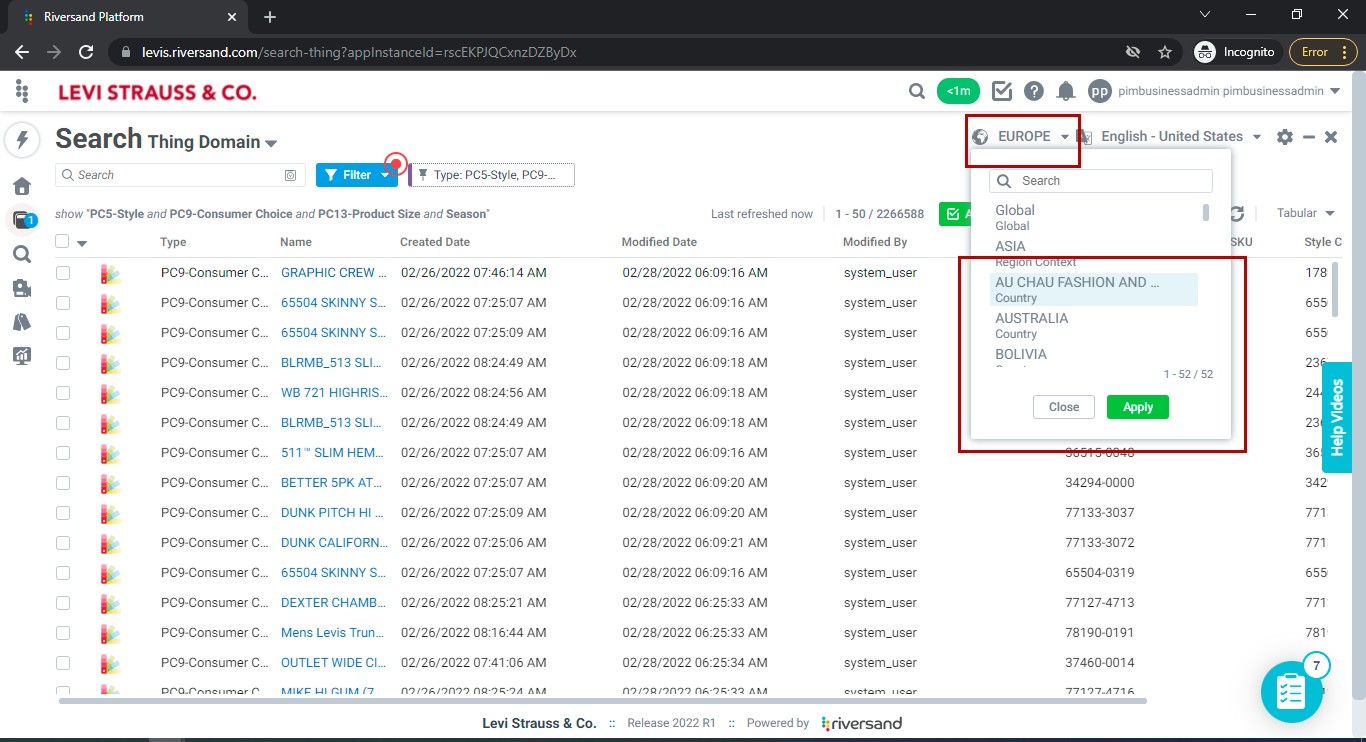 Riversand Platform
levis.riversand.com/search-thing?appInstanceId=rscEKPJQCxnzDZByDx
Incognito
Error
LEVI STRAUSS & CO.
<1m
pp
pimbusinessadmin pimbusinessadmin
Search Thing Domain
EUROPE
English - United States
Search
Filter
Type: PC5-Style, PC9-...
Search
show "PC5-Style and PC9-Consumer Choice and PC13-Product Size and Season"
Last refreshed now
1 - 50 / 2266588
Tabular
Global
Global
ASIA
Region Context
AU CHAU FASHION AND ...
Country
AUSTRALIA
Country
BOLIVIA
1 - 52 / 52
Close
Apply
Type Name Created Date Modified Date Modified By SKU Style C
PC9-Consumer C... GRAPHIC CREW ... 02/26/2022 07:46:14 AM 02/28/2022 06:09:16 AM system_user 178
PC9-Consumer C... 65504 SKINNY S... 02/26/2022 07:25:07 AM 02/28/2022 06:09:16 AM system_user 655
PC9-Consumer C... 65504 SKINNY S... 02/26/2022 07:25:09 AM 02/28/2022 06:09:16 AM system_user 655
PC9-Consumer C... BLRMB_513 SLI... 02/26/2022 08:24:49 AM 02/28/2022 06:09:18 AM system_user 236
PC9-Consumer C... WB 721 HIGHRIS... 02/26/2022 08:24:56 AM 02/28/2022 06:09:18 AM system_user 244
PC9-Consumer C... BLRMB_513 SLI... 02/26/2022 08:24:49 AM 02/28/2022 06:09:18 AM system_user 236
PC9-Consumer C... 511™ SLIM HEM... 02/26/2022 07:25:07 AM 02/28/2022 06:09:16 AM system_user 36515-0040 365
PC9-Consumer C... BETTER 5PK AT... 02/26/2022 07:25:07 AM 02/28/2022 06:09:20 AM system_user 34294-0000 342
PC9-Consumer C... DUNK PITCH HI ... 02/26/2022 07:25:09 AM 02/28/2022 06:09:20 AM system_user 77133-3037 771
PC9-Consumer C... DUNK CALIFORN... 02/26/2022 07:25:06 AM 02/28/2022 06:09:21 AM system_user 77133-3072 771
PC9-Consumer C... 65504 SKINNY S... 02/26/2022 07:25:07 AM 02/28/2022 06:09:16 AM system_user 65504-0319 655
PC9-Consumer C... DEXTER CHAMB... 02/26/2022 08:25:21 AM 02/28/2022 06:25:33 AM system_user 77127-4713 771
PC9-Consumer C... Mens Levis Trun... 02/26/2022 08:16:44 AM 02/28/2022 06:25:33 AM system_user 78190-0191 781
PC9-Consumer C... OUTLET WIDE CI... 02/26/2022 07:41:06 AM 02/28/2022 06:25:34 AM system_user 37460-0014
PC9-Consumer C... MIKE HI GUM (7... 02/26/2022 08:25:24 AM 02/28/2022 06:25:33 AM system_user 77127-4716
1
Help Videos
7
Levi Strauss & Co. :: Release 2022 R1 :: Powered by riversand